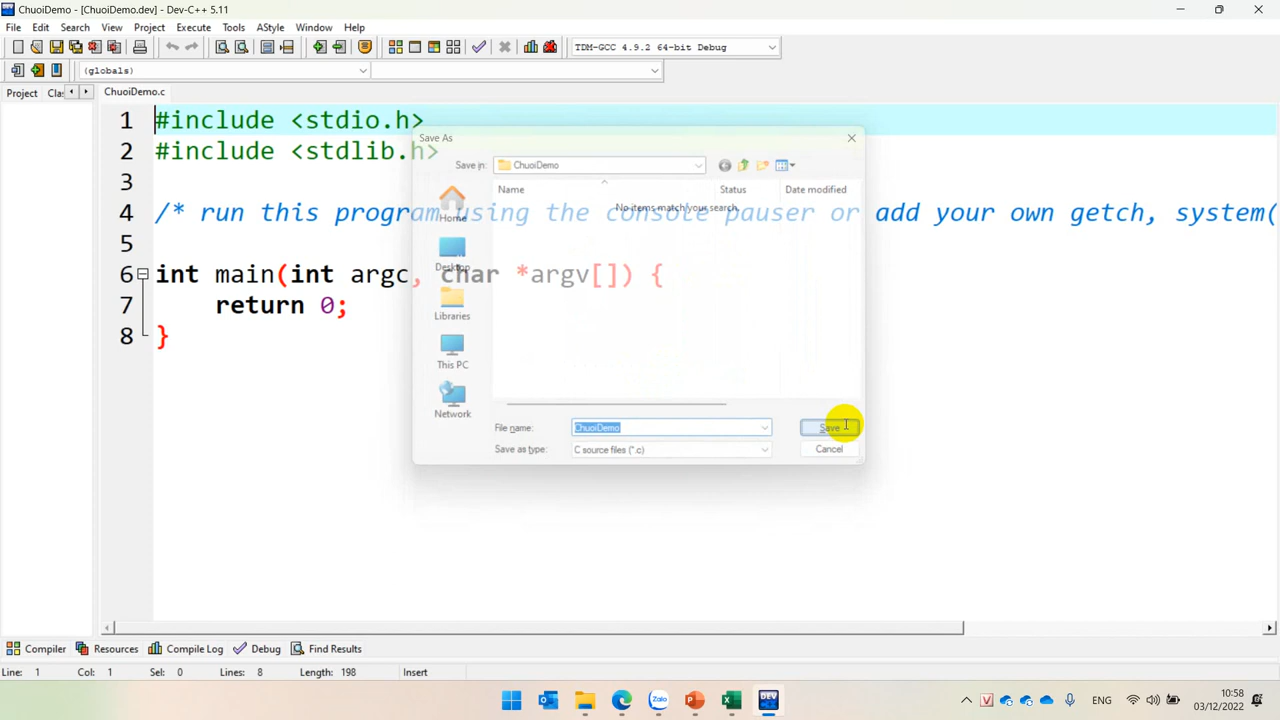 ChuoiDemo - [ChuoiDemo.dev] - Dev-C++ 5.11
File Edit Search View Project Execute Tools AStyle Window Help
TDM-GCC 4.9.2 64-bit Debug
(globals)
Project Clas ChuoiDemo.c
1 #include <stdio.h>
2 #include <stdlib.h>
3
4 /* run this program using the console pauser or add your own getch, system(
5
6 int main(int argc, char *argv[]) {
7 return 0;
8 }
Save As
Save in: ChuoiDemo
Name Status Date modified
No items match your search.
Home
Desktop
Libraries
This PC
Network
File name: ChuoiDemo Save
Save as type: C source files (*.c) Cancel
Compiler Resources Compile Log Debug Find Results
Line: 1 Col: 1 Sel: 0 Lines: 8 Length: 198 Insert
Zalo
DEV
ENG
10:58
03/12/2022